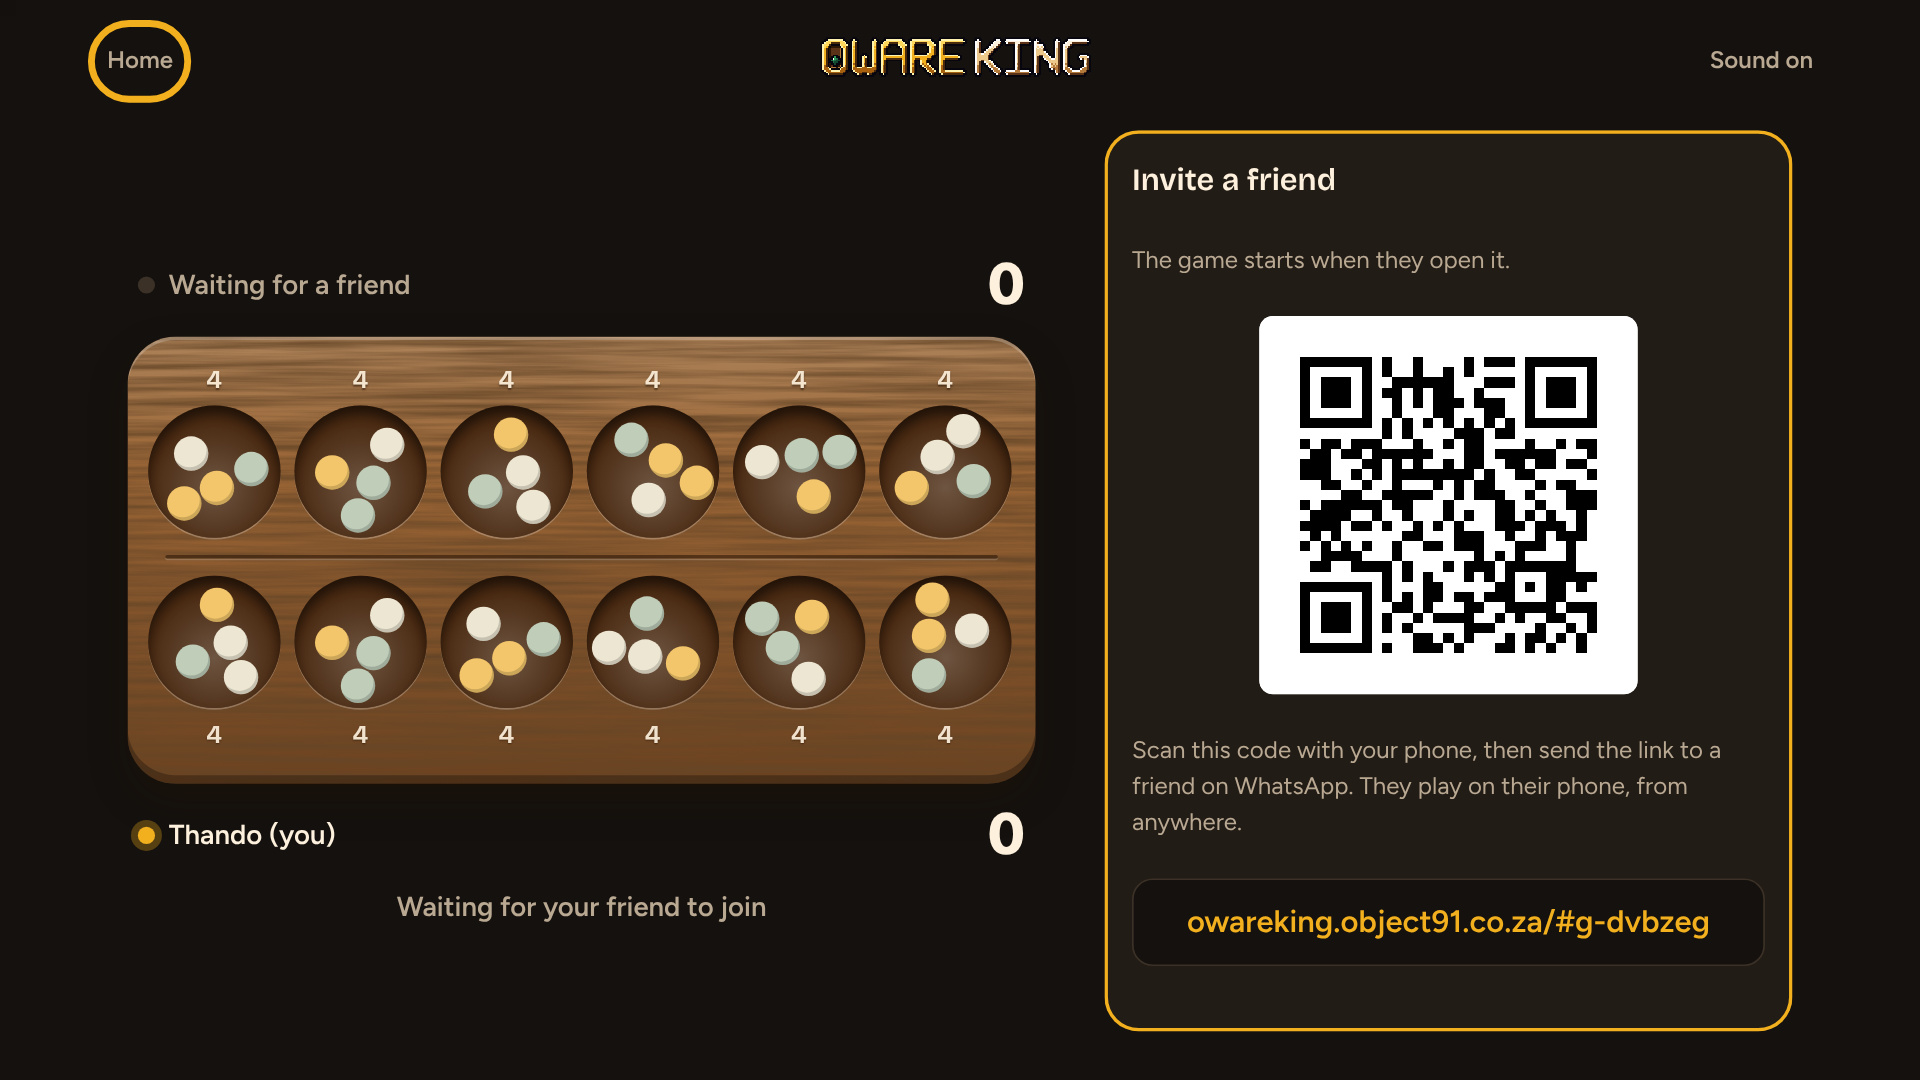 Home
OWARE KING
Sound on
Waiting for a friend
0
4 4 4 4 4 4
4 4 4 4 4 4
Thando (you)
0
Waiting for your friend to join
Invite a friend
The game starts when they open it.
Scan this code with your phone, then send the link to a
friend on WhatsApp. They play on their phone, from
anywhere.
owareking.object91.co.za/#g-dvbzeg